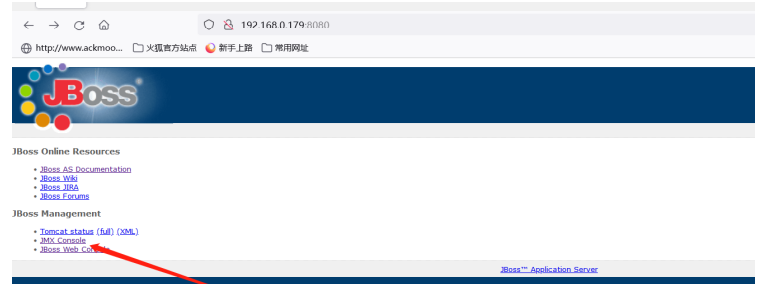 192.168.0.179:8080
http://www.ackmoo... 火狐官方站点 新手上路 常用网址
JBoss
JBoss Online Resources
JBoss AS Documentation
JBoss Wiki
JBoss JIRA
JBoss Forums
JBoss Management
Tomcat status (full) (XML)
JMX Console
JBoss Web Console
JBoss™ Application Server